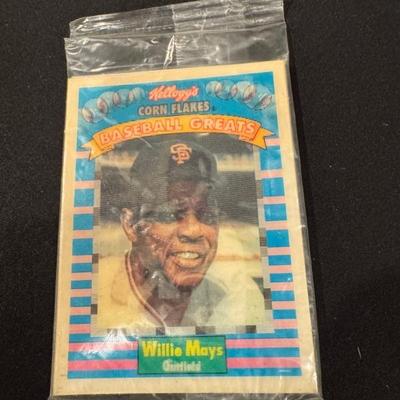 Kellogg's
CORN FLAKES®
BASEBALL GREATS
SF
Willie Mays
Outfield